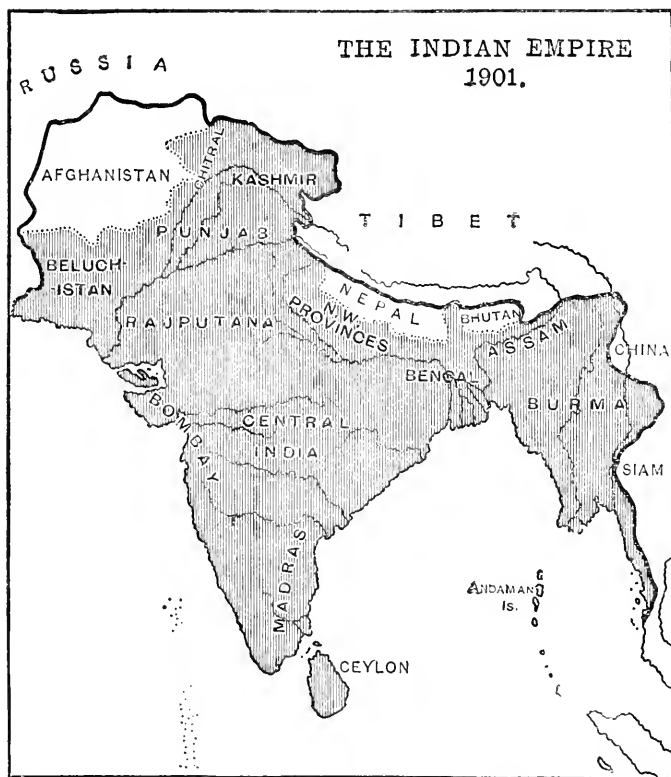 THE INDIAN EMPIRE
1901.
RUSSIA
AFGHANISTAN
CHITRAL
KASHMIR
PUNJAB
TIBET
BELUCH-
-ISTAN
RAJPUTANA
NEPAL
N.W.
PROVINCES
BHUTAN
ASSAM
CHINA
BENGAL
BURMA
BOMBAY
CENTRAL
INDIA
SIAM
MADRAS
ANDAMAN
Is.
CEYLON